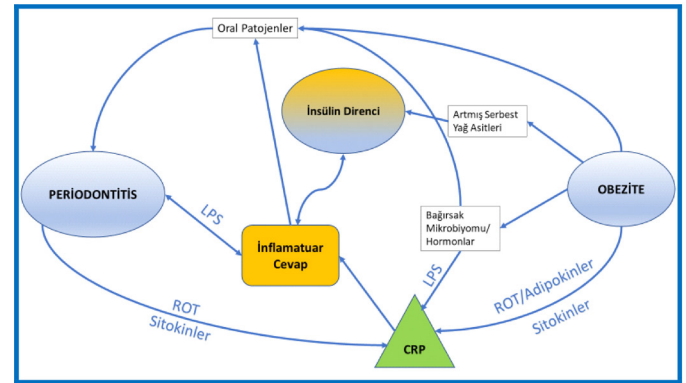 Oral Patojenler
İnsülin Direnci
Artmış Serbest
Yağ Asitleri
PERİODONTİTİS
OBEZİTE
LPS
Bağırsak
Mikrobiyomu/
Hormonlar
İnflamatuar
Cevap
LPS
ROT
Sitokinler
ROT/Adipokinler
Sitokinler
CRP